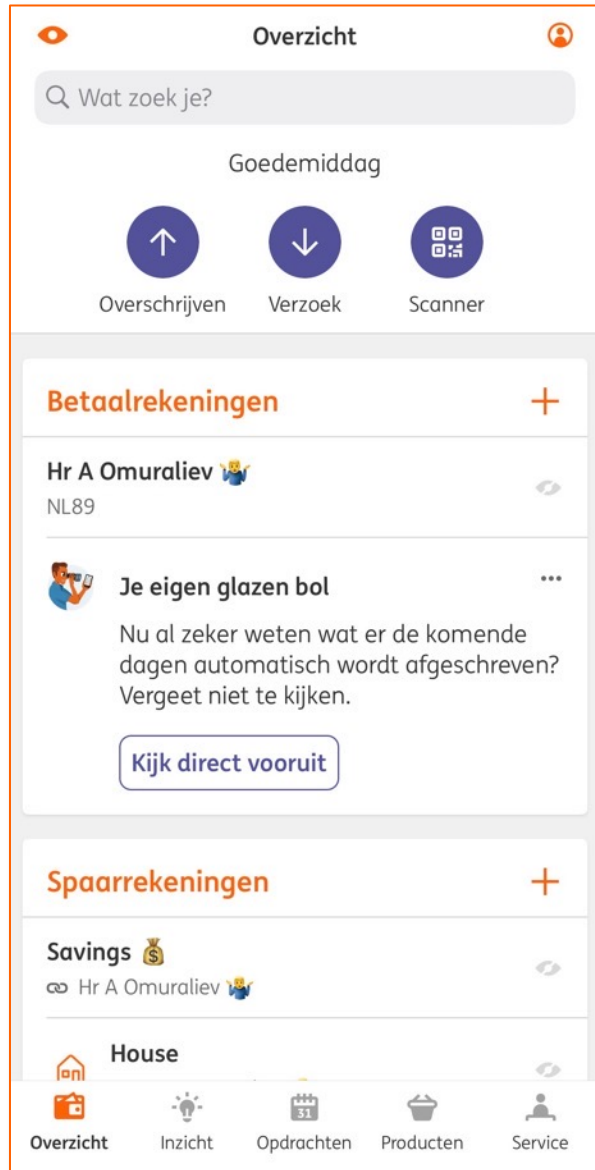 Overzicht
Wat zoek je?
Goedemiddag
Overschrijven Verzoek Scanner
Betaalrekeningen
Hr A Omuraliev 🤷‍♂️
NL89
Je eigen glazen bol
Nu al zeker weten wat er de komende
dagen automatisch wordt afgeschreven?
Vergeet niet te kijken.
Kijk direct vooruit
Spaarrekeningen
Savings 💰
Hr A Omuraliev 🤷‍♂️
House
31
Overzicht Inzicht Opdrachten Producten Service